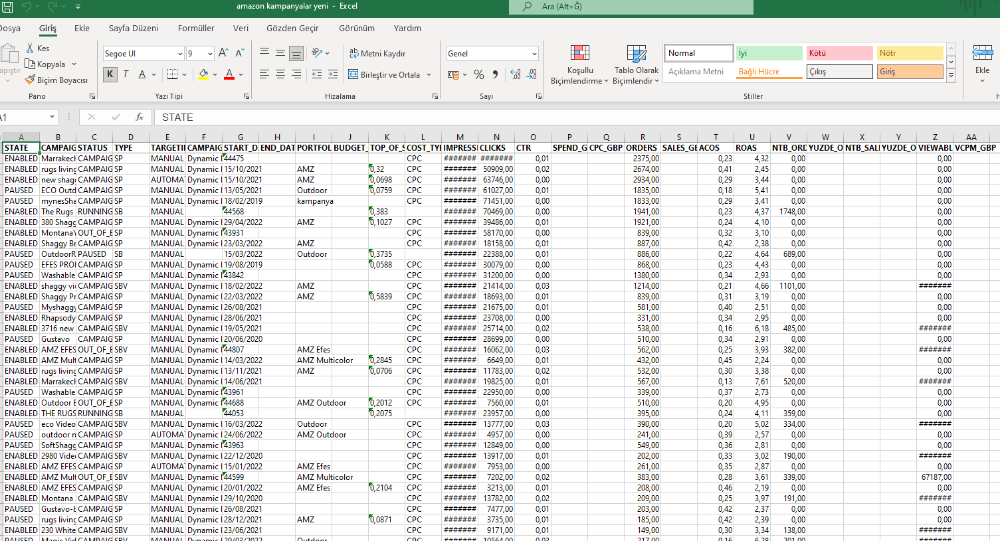 amazon kampanyalar yeni - Excel
Ara (Alt+Ğ)
Dosya Giriş Ekle Sayfa Düzeni Formüller Veri Gözden Geçir Görünüm Yardım
Kes
Kopyala
Biçim Boyacısı
Pano
Segoe UI 9 A A
K T A A
Yazı Tipi
Metni Kaydır
Birleştir ve Ortala
Hizalama
Genel
% ,
Sayı
Koşullu Biçimlendirme
Tablo Olarak Biçimlendir
Normal İyi Kötü Nötr
Açıklama Metni Bağlı Hücre Çıkış Giriş
Stiller
Ekle
A1 fx STATE
A B C D E F G H I J K L M N O P Q R S T U V W X Y Z AA
STATE CAMPAIG STATUS TYPE TARGETI CAMPAIG START_D END_DAT PORTFOL BUDGET_ TOP_OF_S COST_TY IMPRESS CLICKS CTR SPEND_G CPC_GBP ORDERS SALES_G ACOS ROAS NTB_ORD YUZDE_O NTB_SAL YUZDE_O VIEWABL VCPM_GBP
ENABLED Marrakecl CAMPAIG SP MANUAL Dynamic 44475 CPC ####### ####### 0,01 2375,00 0,23 4,32 0,00 0,00
ENABLED rugs living CAMPAIG SP MANUAL Dynamic 15/10/2021 AMZ 0,32 CPC ####### 50909,00 0,02 2674,00 0,41 2,45 0,00 0,00
ENABLED new shag CAMPAIG SP AUTOMA 15/10/2021 AMZ 0,0698 CPC ####### 63746,00 0,00 2934,00 0,29 3,44 0,00 0,00
PAUSED ECO Outd CAMPAIG SP MANUAL Dynamic 13/05/2021 Outdoor 0,0759 CPC ####### 61027,00 0,01 1835,00 0,18 5,41 0,00 0,00
PAUSED mynesSha CAMPAIG SP MANUAL Dynamic 18/02/2019 kampanya CPC ####### 71451,00 0,00 1833,00 0,29 3,41 0,00 0,00
ENABLED The Rugs RUNNING SB MANUAL 44568 0,383 ####### 70469,00 0,00 1941,00 0,23 4,37 1748,00 0,00
ENABLED 380 Shagg CAMPAIG SP MANUAL Dynamic 29/04/2022 AMZ 0,1027 CPC ####### 39486,00 0,01 1921,00 0,24 4,10 0,00 0,00
ENABLED Montana OUT_OF_B SP MANUAL Dynamic 43931 CPC ####### 58170,00 0,00 839,00 0,32 3,10 0,00 0,00
ENABLED Shaggy Br CAMPAIG SP MANUAL Dynamic 23/03/2022 AMZ CPC ####### 18158,00 0,01 887,00 0,42 2,38 0,00 0,00
PAUSED OutdoorR PAUSED SB MANUAL 15/03/2022 Outdoor 0,3735 ####### 22388,00 0,01 886,00 0,22 4,64 689,00 0,00
PAUSED EFES PRO CAMPAIG SP MANUAL Dynamic 19/08/2019 0,0588 CPC ####### 30079,00 0,00 868,00 0,23 4,43 0,00 0,00
PAUSED Washable CAMPAIG SP MANUAL Dynamic 43842 CPC ####### 31200,00 0,00 1380,00 0,34 2,93 0,00 0,00
ENABLED shaggy vi CAMPAIG SBV MANUAL Dynamic 18/02/2022 AMZ CPC ####### 21414,00 0,03 1214,00 0,21 4,66 1101,00 #######
ENABLED Shaggy Pr CAMPAIG SP MANUAL Dynamic 22/03/2022 AMZ 0,5839 CPC ####### 18693,00 0,01 839,00 0,31 3,19 0,00 0,00
PAUSED Myshaggy CAMPAIG SP MANUAL Dynamic 26/08/2021 CPC ####### 21675,00 0,01 581,00 0,40 2,51 0,00 0,00
ENABLED Rhapsody CAMPAIG SP MANUAL Dynamic 28/06/2021 CPC ####### 23708,00 0,00 331,00 0,34 2,95 0,00 0,00
ENABLED 3716 new CAMPAIG SBV MANUAL Dynamic 19/05/2021 CPC ####### 25714,00 0,02 538,00 0,16 6,18 485,00 #######
PAUSED Gustavo CAMPAIG SP MANUAL Dynamic 20/06/2020 CPC ####### 28699,00 0,00 510,00 0,34 2,91 0,00 0,00
ENABLED AMZ EFES OUT_OF_B SBV MANUAL Dynamic 44807 AMZ Efes CPC ####### 16062,00 0,03 562,00 0,25 3,93 382,00 #######
ENABLED AMZ Mult CAMPAIG SP MANUAL Dynamic 14/03/2022 AMZ Multicolor 0,2845 CPC ####### 6649,00 0,01 432,00 0,45 2,24 0,00 0,00
ENABLED rugs living CAMPAIG SP MANUAL Dynamic 13/11/2021 AMZ 0,0706 CPC ####### 11783,00 0,02 532,00 0,30 3,38 0,00 0,00
ENABLED Marrakecl CAMPAIG SBV MANUAL Dynamic 14/06/2021 CPC ####### 19825,00 0,01 567,00 0,13 7,61 520,00 #######
PAUSED Washable CAMPAIG SP MANUAL Dynamic 43961 CPC ####### 22950,00 0,00 339,00 0,37 2,73 0,00 0,00
ENABLED Outdoor E OUT_OF_B SP MANUAL Dynamic 44688 AMZ Outdoor 0,2012 CPC ####### 7560,00 0,01 510,00 0,20 4,95 0,00 0,00
ENABLED THE RUGS RUNNING SB MANUAL 44053 0,2075 ####### 23957,00 0,00 395,00 0,24 4,11 359,00 0,00
PAUSED eco Video CAMPAIG SBV MANUAL Dynamic 16/03/2022 Outdoor CPC ####### 13777,00 0,03 390,00 0,20 5,02 334,00 #######
PAUSED outdoor n CAMPAIG SP AUTOMA Dynamic 24/06/2022 AMZ Outdoor CPC ####### 4957,00 0,00 241,00 0,39 2,57 0,00 0,00
PAUSED SoftShagg CAMPAIG SP MANUAL Dynamic 43963 CPC ####### 12849,00 0,00 549,00 0,36 2,81 0,00 0,00
ENABLED 2980 Vide CAMPAIG SBV MANUAL Dynamic 22/12/2020 CPC ####### 13917,00 0,01 202,00 0,33 3,02 190,00 #######
ENABLED AMZ EFES CAMPAIG SP AUTOMA Dynamic 15/01/2022 AMZ Efes CPC ####### 7953,00 0,00 261,00 0,35 2,87 0,00 0,00
ENABLED AMZ Mult OUT_OF_B SBV MANUAL Dynamic 44599 AMZ Multicolor CPC ####### 7202,00 0,02 383,00 0,28 3,61 339,00 67187,00
ENABLED AMZ EFES CAMPAIG SP MANUAL Dynamic 20/01/2022 AMZ Efes 0,2104 CPC ####### 3213,00 0,01 208,00 0,46 2,19 0,00 0,00
ENABLED Montana CAMPAIG SBV MANUAL Dynamic 29/10/2020 CPC ####### 13782,00 0,02 209,00 0,25 3,97 191,00 #######
PAUSED Gustavo-b CAMPAIG SP MANUAL Dynamic 26/08/2021 CPC ####### 7477,00 0,01 203,00 0,42 2,37 0,00 0,00
PAUSED rugs living CAMPAIG SP MANUAL Dynamic 28/12/2021 AMZ 0,0871 CPC ####### 3735,00 0,01 185,00 0,42 2,39 0,00 0,00
ENABLED 230 White CAMPAIG SBV MANUAL Dynamic 23/06/2021 CPC ####### 9171,00 0,01 149,00 0,30 3,34 138,00 #######
PAUSED Magic Vid CAMPAIG SBV MANUAL Dynamic 29/03/2022 Outdoor CPC ####### 10564,00 0,03 217,00 0,16 6,28 201,00 #######